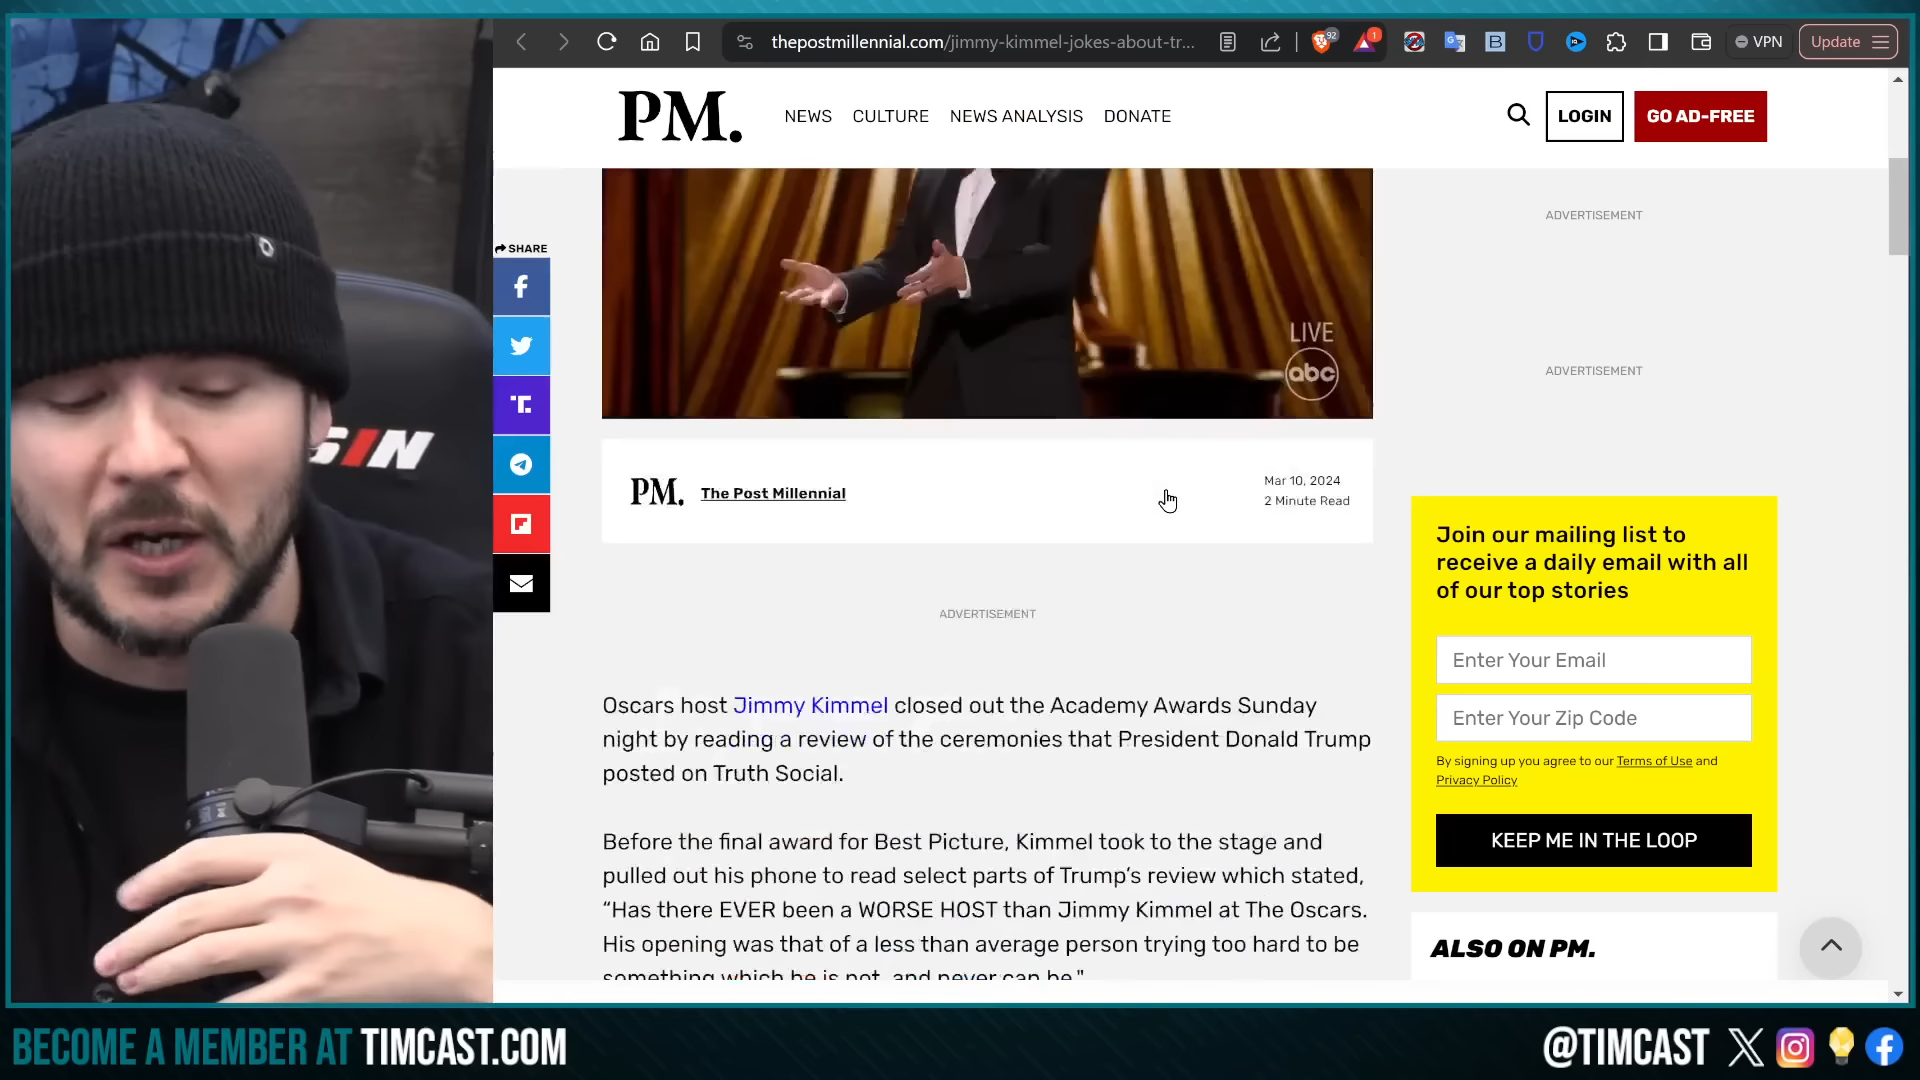 thepostmillennial.com/jimmy-kimmel-jokes-about-tr...
92
1
VPN
Update
PM.
NEWS
CULTURE
NEWS ANALYSIS
DONATE
LOGIN
GO AD-FREE
SHARE
LIVE
abc
ADVERTISEMENT
ADVERTISEMENT
PM.
The Post Millennial
Mar 10, 2024
2 Minute Read
ADVERTISEMENT
Oscars host Jimmy Kimmel closed out the Academy Awards Sunday
night by reading a review of the ceremonies that President Donald Trump
posted on Truth Social.
Before the final award for Best Picture, Kimmel took to the stage and
pulled out his phone to read select parts of Trump’s review which stated,
“Has there EVER been a WORSE HOST than Jimmy Kimmel at The Oscars.
His opening was that of a less than average person trying too hard to be
something which he is not, and never can be."
Join our mailing list to
receive a daily email with all
of our top stories
Enter Your Email
Enter Your Zip Code
By signing up you agree to our Terms of Use and
Privacy Policy
KEEP ME IN THE LOOP
ALSO ON PM.
BECOME A MEMBER AT TIMCAST.COM
@TIMCAST